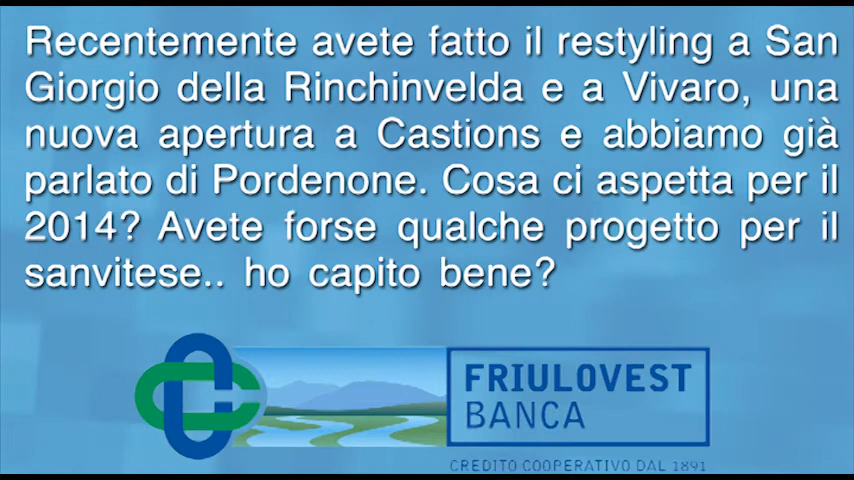 Recentemente avete fatto il restyling a San
Giorgio della Rinchinvelda e a Vivaro, una
nuova apertura a Castions e abbiamo già
parlato di Pordenone. Cosa ci aspetta per il
2014? Avete forse qualche progetto per il
sanvitese.. ho capito bene?
FRIULOVEST
BANCA
CREDITO COOPERATIVO DAL 1891